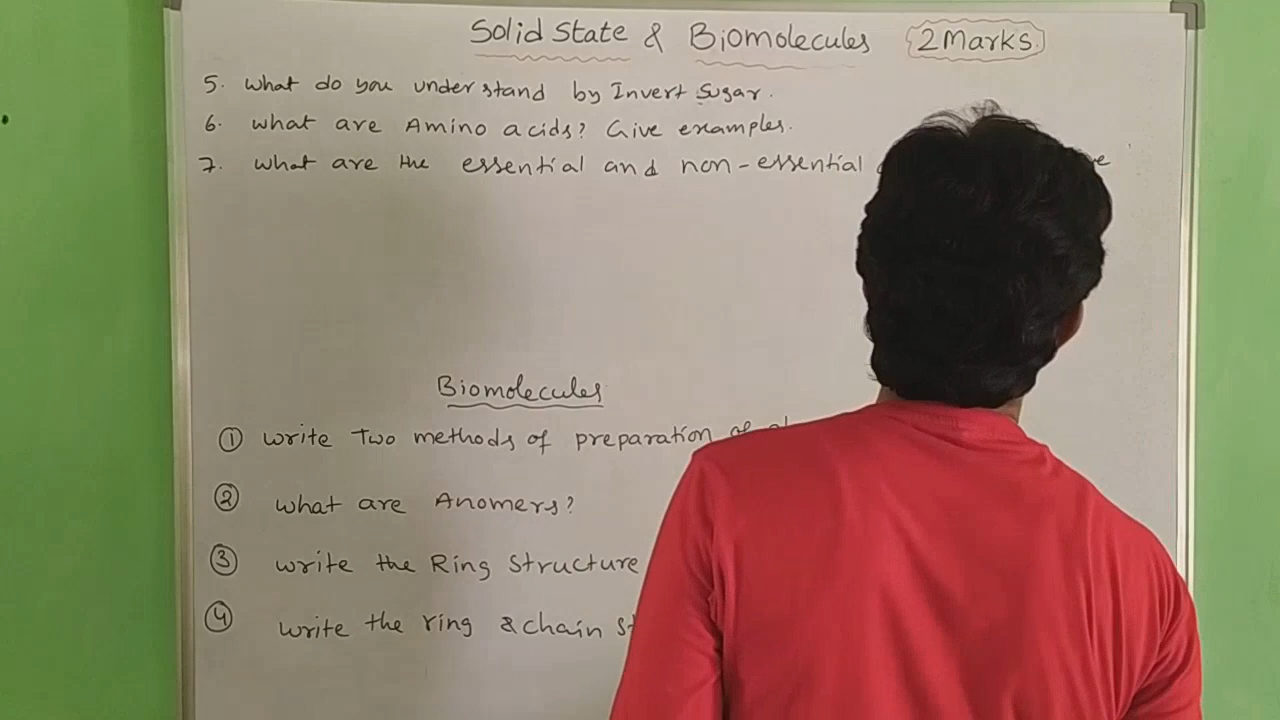 Solid State & Biomolecules 2 Marks.
5. What do you understand by Invert Sugar.
6. What are Amino acids? Give examples.
7. What are the essential and non-essential
Biomolecules
① write Two methods of preparation of
② what are Anomers?
③ write the Ring Structure
④ write the ring & chain